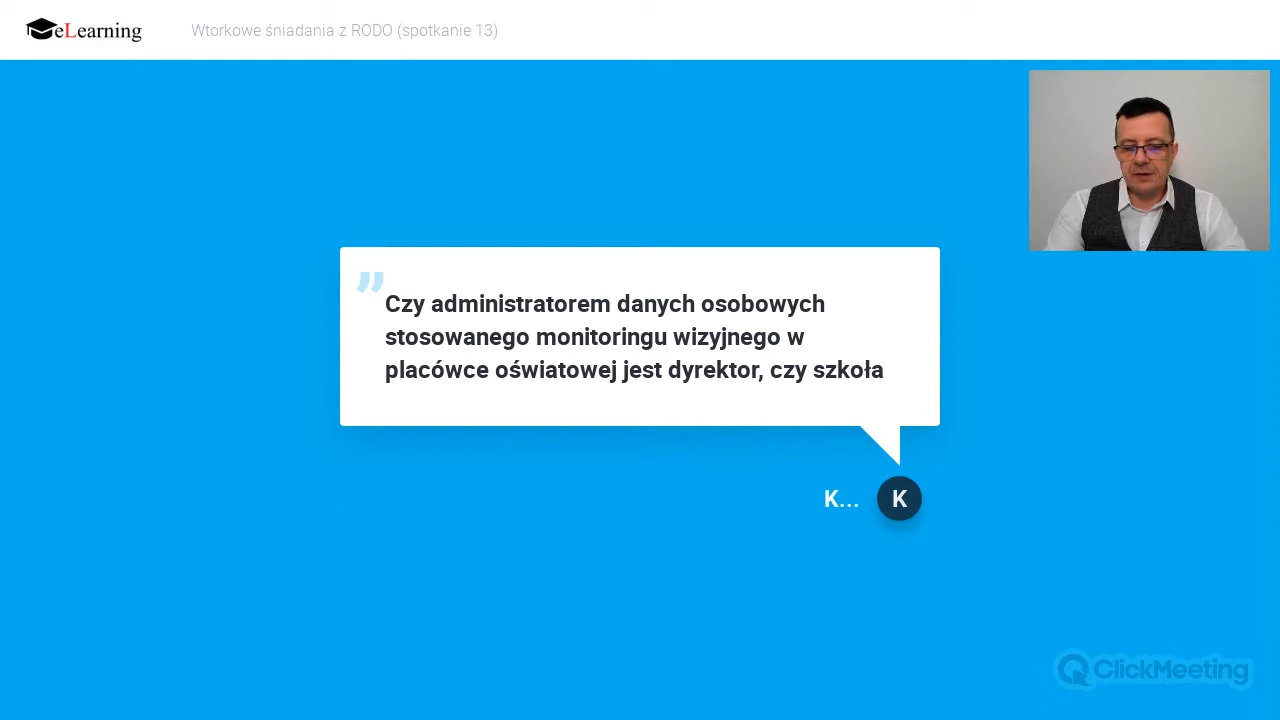 eLearning
Wtorkowe śniadania z RODO (spotkanie 13)
Czy administratorem danych osobowych
stosowanego monitoringu wizyjnego w
placówce oświatowej jest dyrektor, czy szkoła
K... K
ClickMeeting